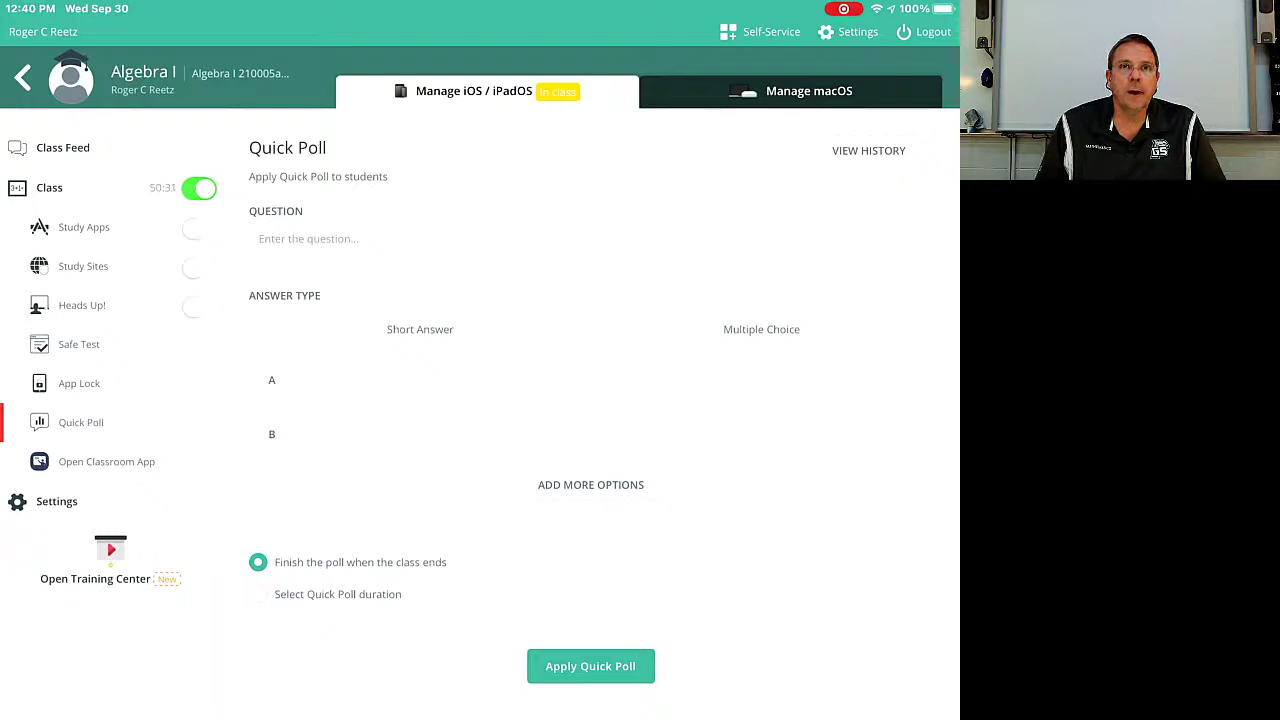 12:40 PM Wed Sep 30
100%
Roger C Reetz
Self-Service
Settings
Logout
Algebra I
Algebra I 210005a...
Roger C Reetz
Manage iOS / iPadOS
in class
Manage macOS
Class Feed
Class
50:33
Study Apps
Study Sites
Heads Up!
Safe Test
App Lock
Quick Poll
Open Classroom App
Settings
Open Training Center
New
Quick Poll
VIEW HISTORY
Apply Quick Poll to students
QUESTION
Enter the question...
ANSWER TYPE
Short Answer
Multiple Choice
A
B
ADD MORE OPTIONS
Finish the poll when the class ends
Select Quick Poll duration
Apply Quick Poll